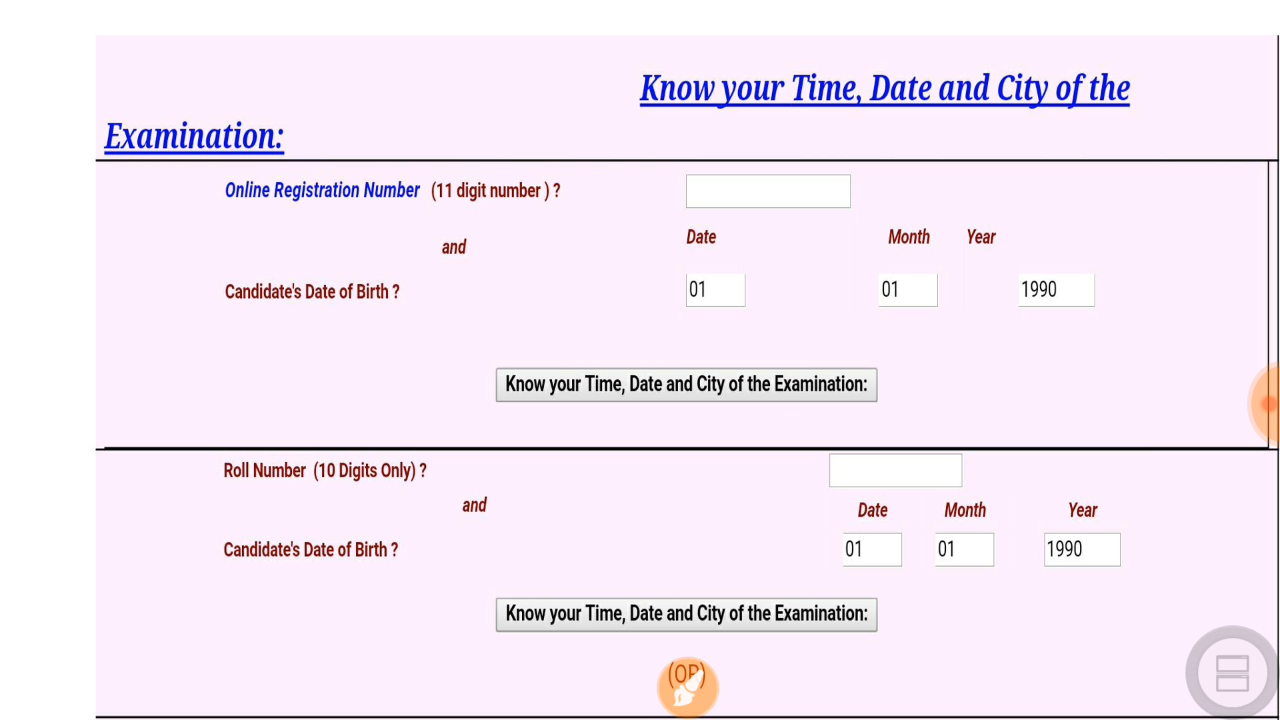 Know your Time, Date and City of the
Examination:
Online Registration Number (11 digit number ) ?
Date Month Year
and
Candidate's Date of Birth ? 01 01 1990
Know your Time, Date and City of the Examination:
Roll Number (10 Digits Only) ?
and
Date Month Year
Candidate's Date of Birth ? 01 01 1990
Know your Time, Date and City of the Examination:
(OR)